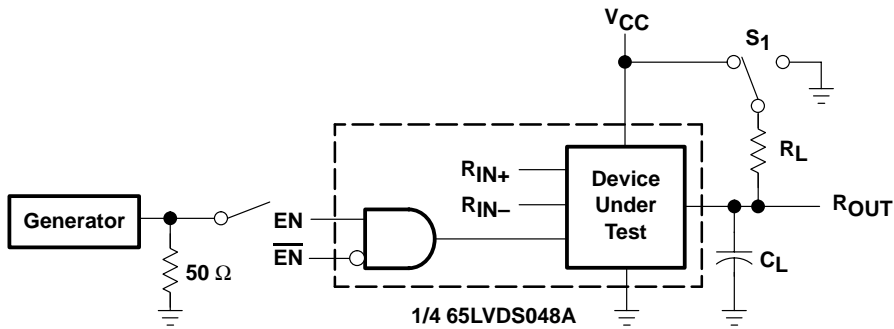 VCC
S1
RL
RIN+
RIN–
Device
Under
Test
Generator
EN
EN
ROUT
50 Ω
CL
1/4 65LVDS048A